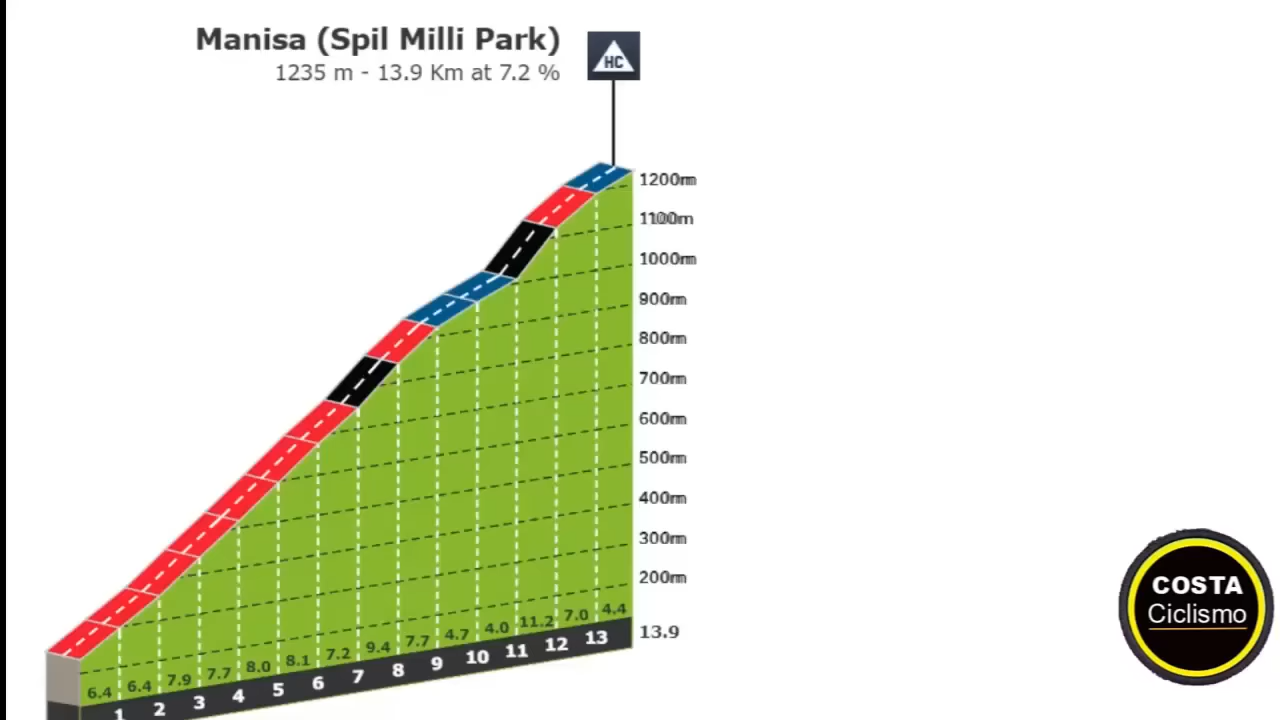 Manisa (Spil Milli Park)
1235 m - 13.9 Km at 7.2 %
HC
1200m
1100m
1000m
900m
800m
700m
600m
500m
400m
300m
200m
13.9
6.4 6.4 7.9 7.7 8.0 8.1 7.2 9.4 7.7 4.7 4.0 11.2 7.0 4.4
1 2 3 4 5 6 7 8 9 10 11 12 13
COSTA
Ciclismo